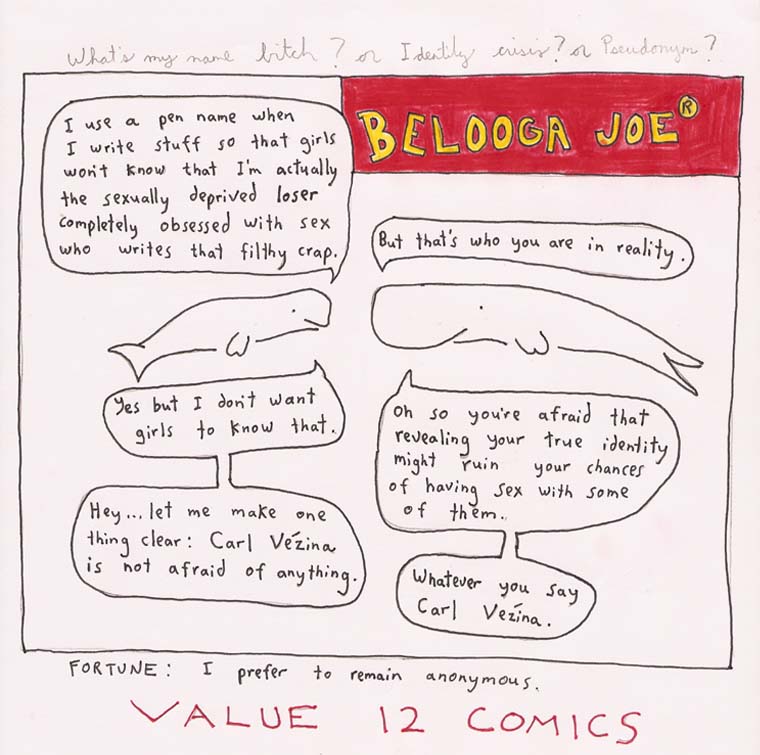 What's my name bitch? or Identity crisis? or Pseudonym?
BELOOGA JOE®
I use a pen name when
I write stuff so that girls
won't know that I'm actually
the sexually deprived loser
completely obsessed with sex
who writes that filthy crap.
But that's who you are in reality.
Yes but I don't want
girls to know that.
Oh so you're afraid that
revealing your true identity
might ruin your chances
of having sex with some
of them.
Hey... let me make one
thing clear: Carl Vézina
is not afraid of anything.
Whatever you say
Carl Vézina.
FORTUNE: I prefer to remain anonymous.
VALUE 12 COMICS